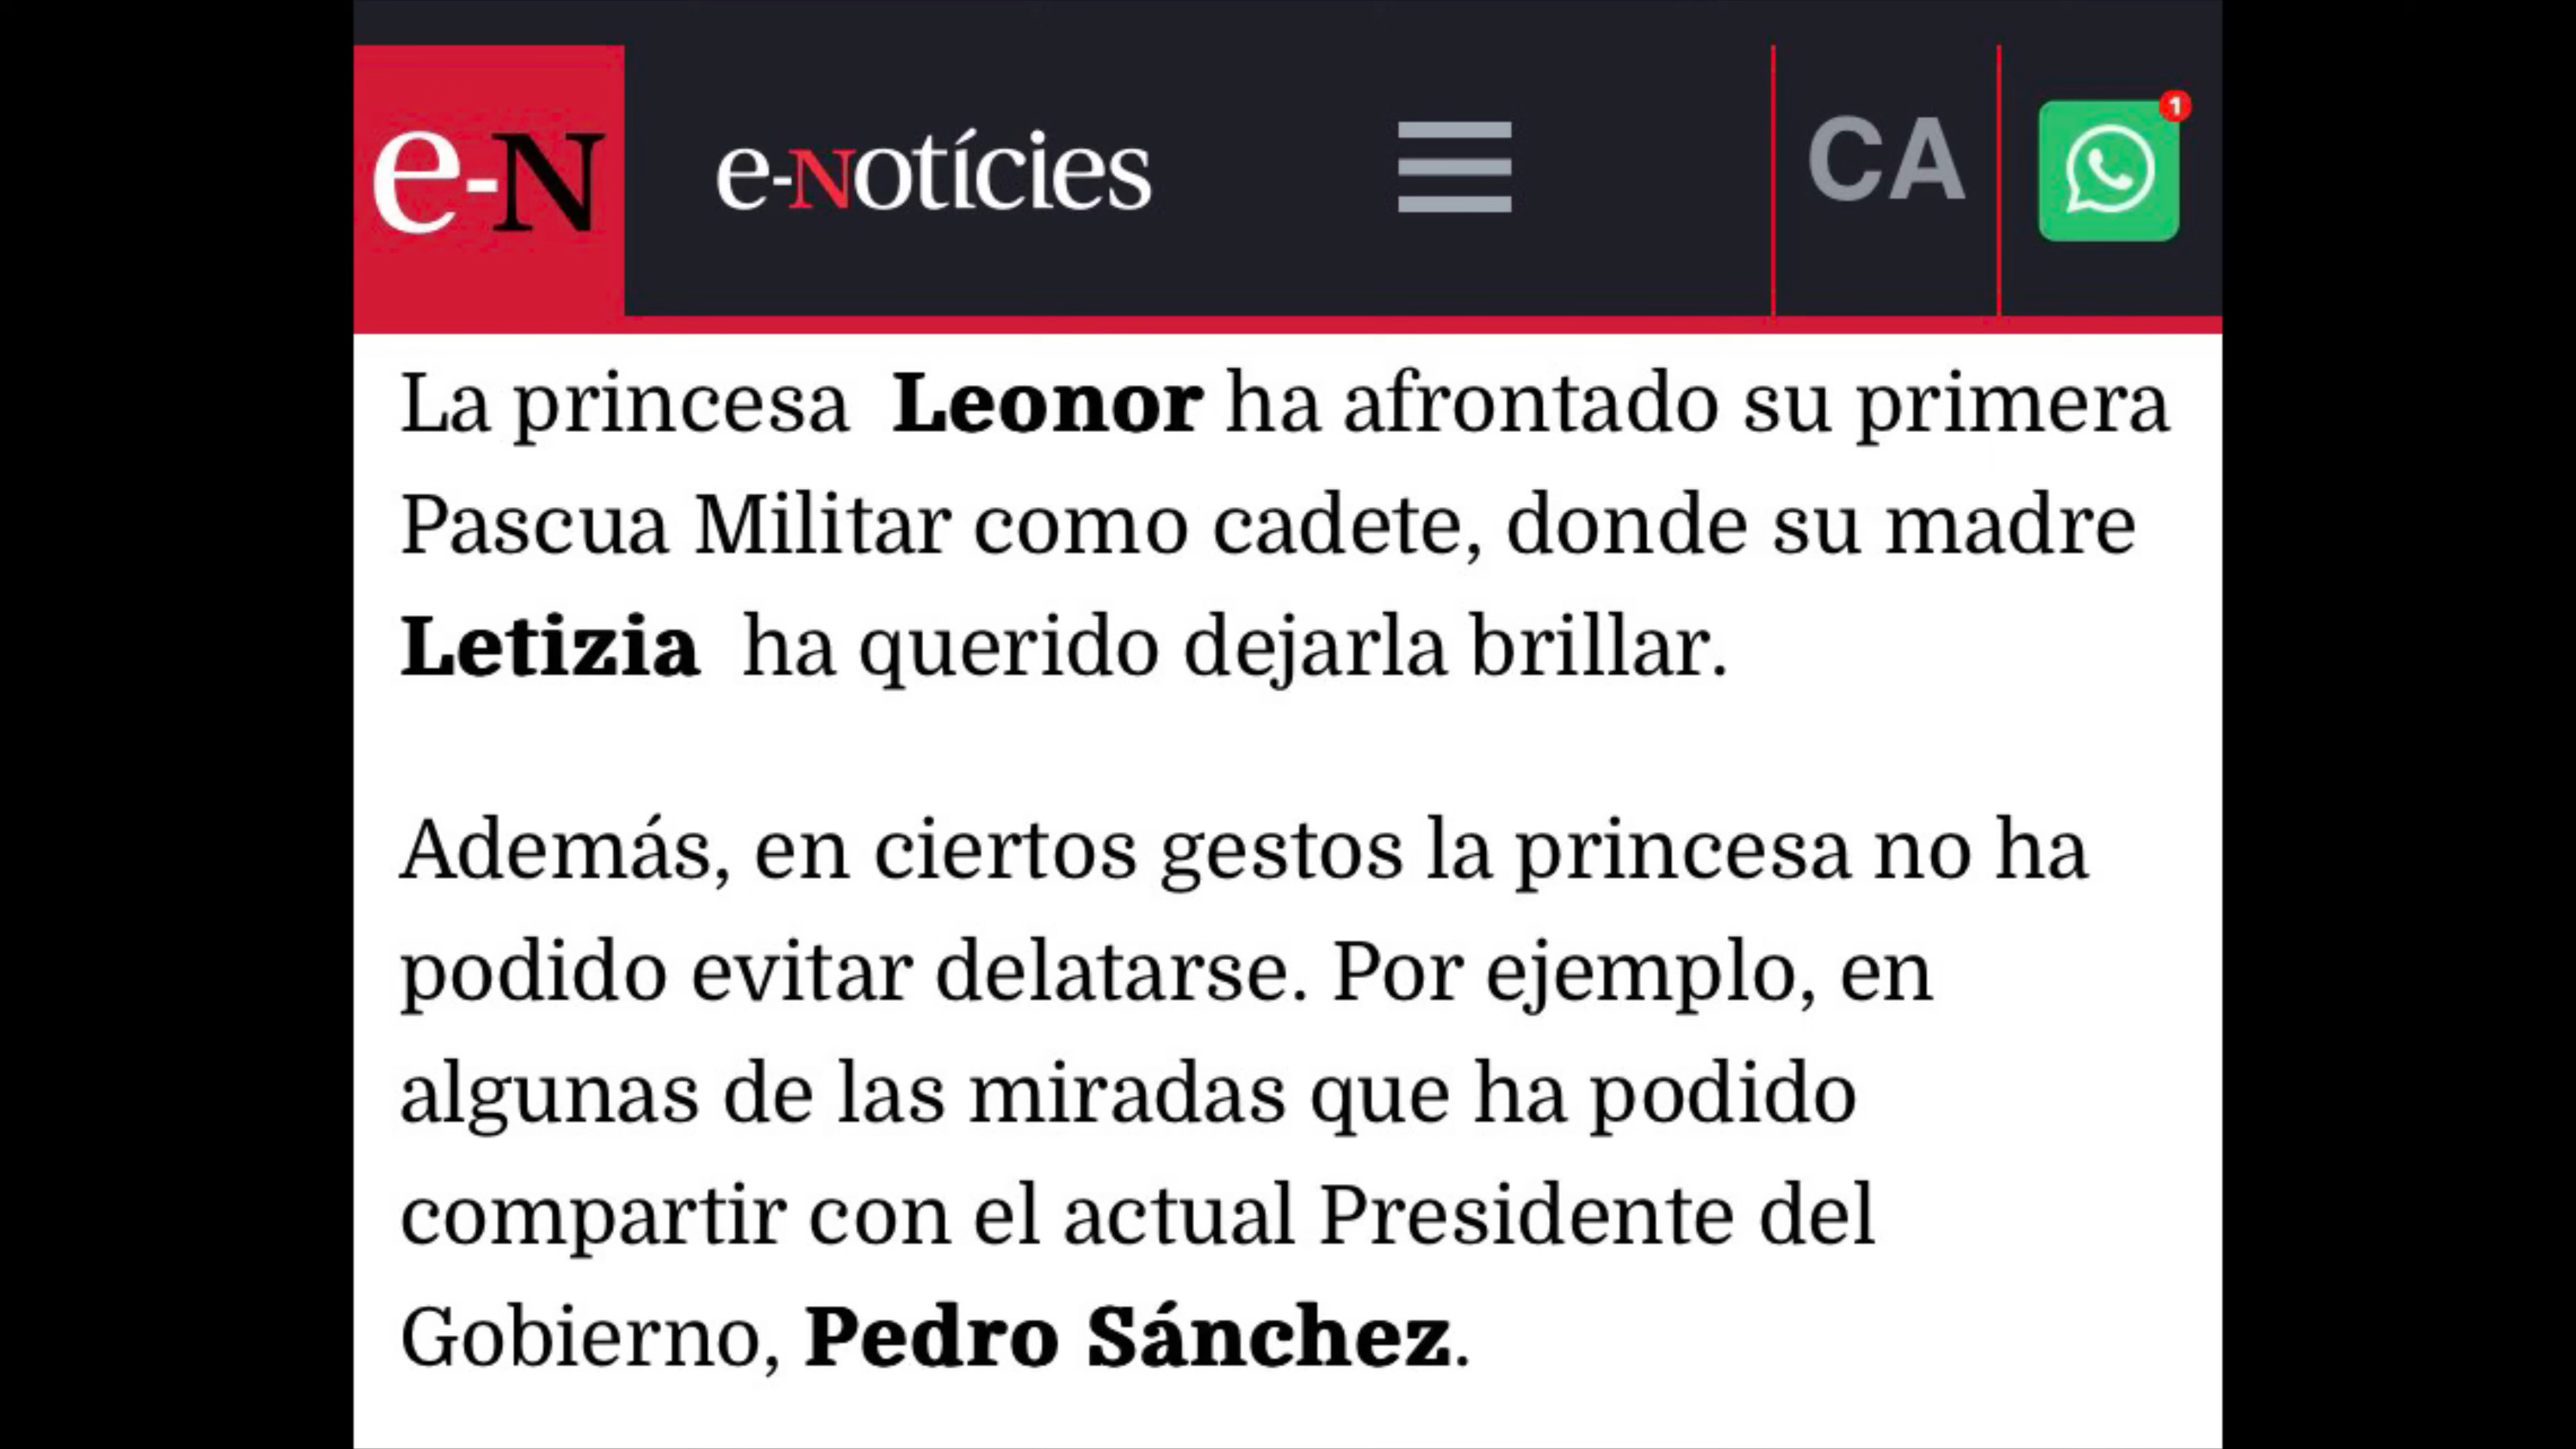 e-N
e-Notícies
CA
1
La princesa Leonor ha afrontado su primera
Pascua Militar como cadete, donde su madre
Letizia ha querido dejarla brillar.
Además, en ciertos gestos la princesa no ha
podido evitar delatarse. Por ejemplo, en
algunas de las miradas que ha podido
compartir con el actual Presidente del
Gobierno, Pedro Sánchez.